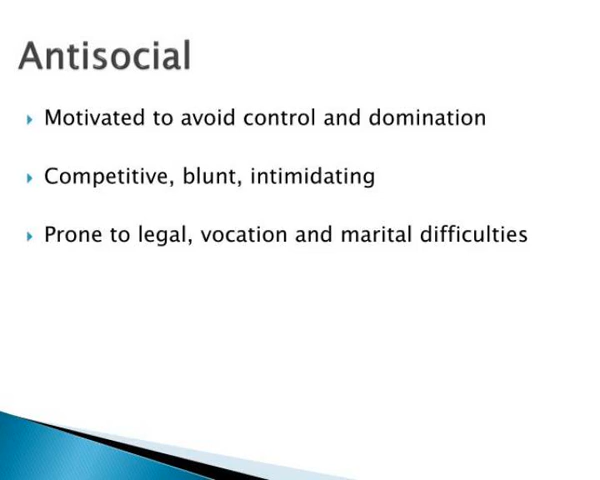 Antisocial
Motivated to avoid control and domination
Competitive, blunt, intimidating
Prone to legal, vocation and marital difficulties